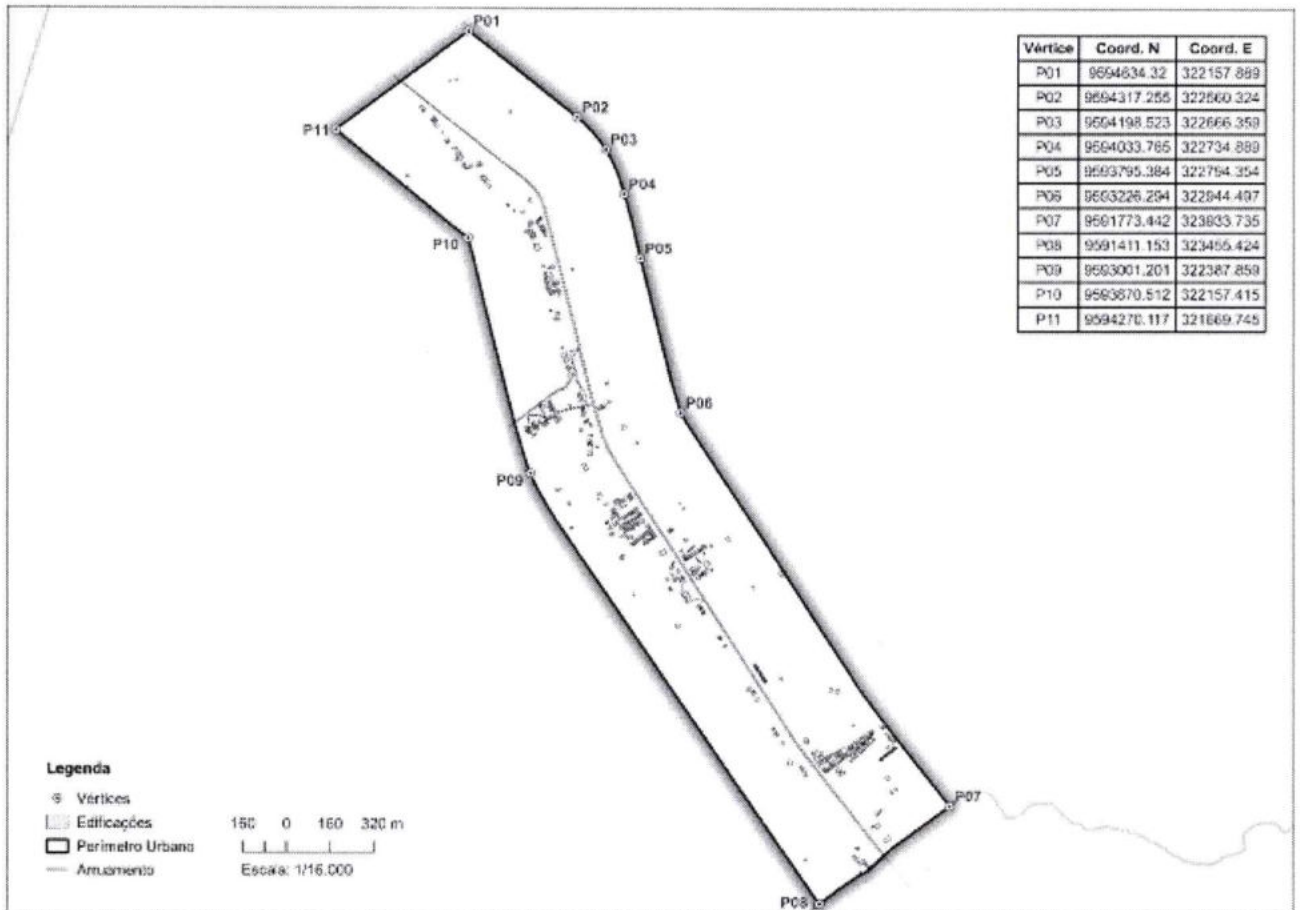 P01
P02
P03
P04
P05
P06
P07
P08
P09
P10
P11
Vértice Coord. N Coord. E
P01 9594634.32 322157.889
P02 9594317.255 322560.324
P03 9594198.523 322666.359
P04 9594033.765 322734.889
P05 9593795.384 322794.354
P06 9593226.294 322944.497
P07 9591773.442 323933.735
P08 9591411.153 323455.424
P09 9593001.201 322387.859
P10 9593870.512 322157.415
P11 9594270.117 321669.745
Legenda
Vértices
Edificações
Perímetro Urbano
Arruamento
160 0 160 320 m
Escala: 1/16.000